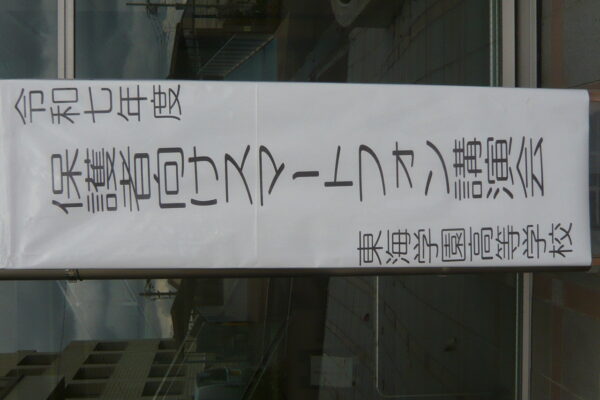 令和七年度
保護者向けスマートフォン講演会
東海学園高等学校